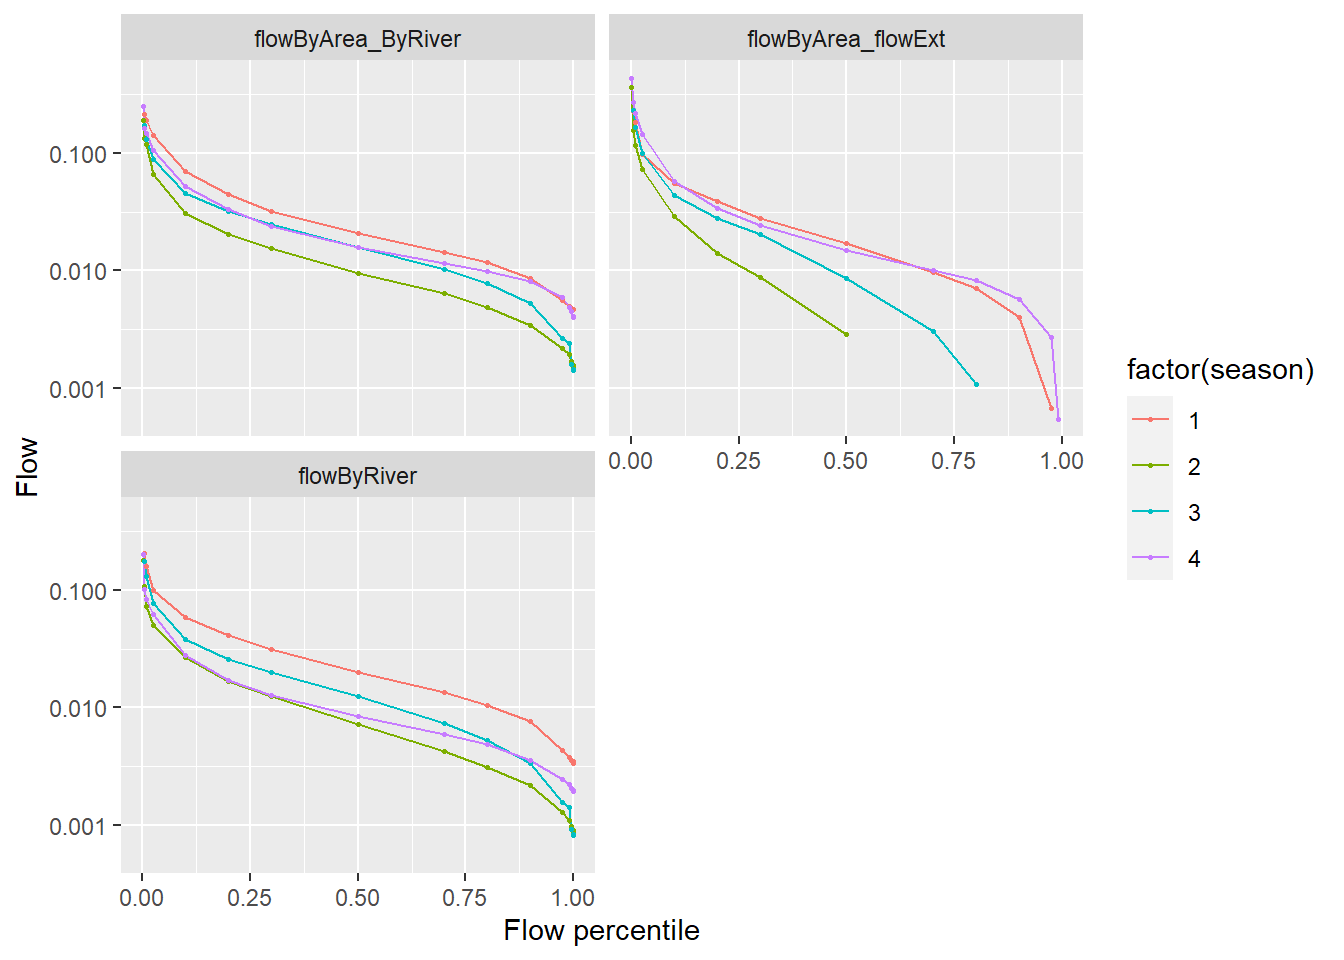 flowByArea_ByRiver
flowByArea_flowExt
0.100
0.010
0.001
0.00 0.25 0.50 0.75 1.00
flowByRiver
0.100
0.010
0.001
0.00 0.25 0.50 0.75 1.00
Flow percentile
Flow
factor(season)
1
2
3
4